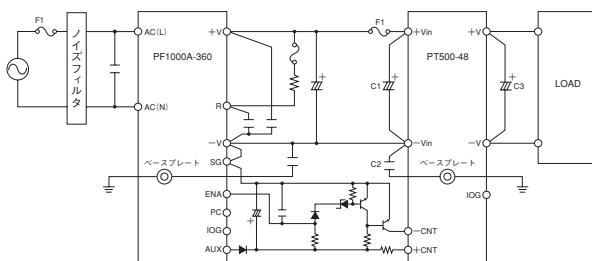 F1
ノイズフィルタ
AC(L)
PF1000A-360
AC(N)
+V
R
−V
SG
ENA
PC
IOG
AUX
ベースプレート
F1
+
+
C1
C2
+
+Vin
PT500-48
−Vin
−CNT
+CNT
+V
−V
IOG
ベースプレート
+
C3
LOAD